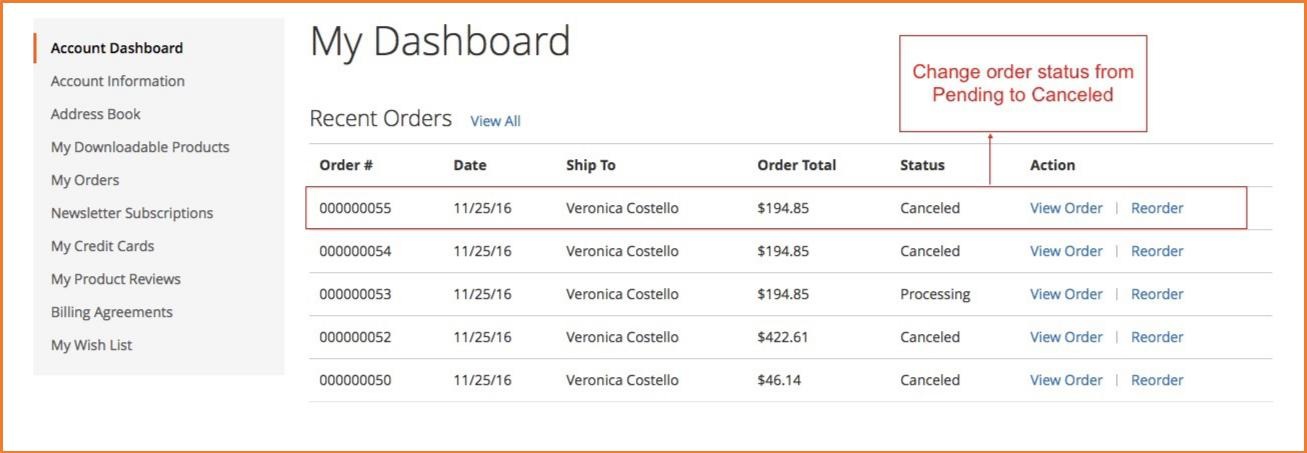 Account Dashboard
Account Information
Address Book
My Downloadable Products
My Orders
Newsletter Subscriptions
My Credit Cards
My Product Reviews
Billing Agreements
My Wish List
My Dashboard
Change order status from
Pending to Canceled
Recent Orders View All
Order # Date Ship To Order Total Status Action
000000055 11/25/16 Veronica Costello $194.85 Canceled View Order | Reorder
000000054 11/25/16 Veronica Costello $194.85 Canceled View Order | Reorder
000000053 11/25/16 Veronica Costello $194.85 Processing View Order | Reorder
000000052 11/25/16 Veronica Costello $422.61 Canceled View Order | Reorder
000000050 11/25/16 Veronica Costello $46.14 Canceled View Order | Reorder